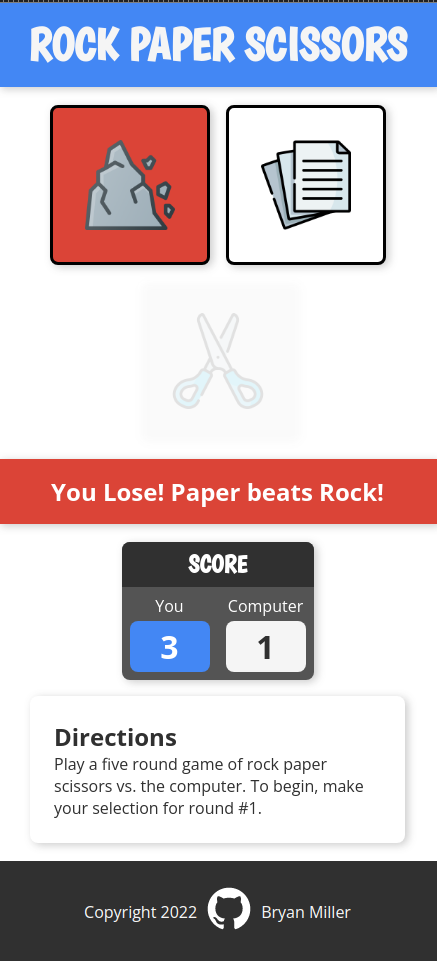 ROCK PAPER SCISSORS
You Lose! Paper beats Rock!
SCORE
You Computer
3 1
Directions
Play a five round game of rock paper
scissors vs. the computer. To begin, make
your selection for round #1.
Copyright 2022 Bryan Miller